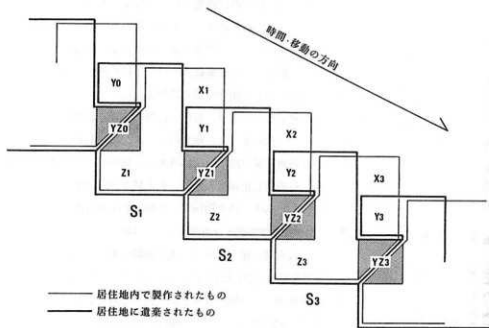 時間・移動の方向
Y0
X1
YZ0
Y1
X2
Z1
YZ1
Y2
X3
S1
Z2
YZ2
Y3
S2
Z3
YZ3
S3
居住地内で製作されたもの
居住地に遺棄されたもの